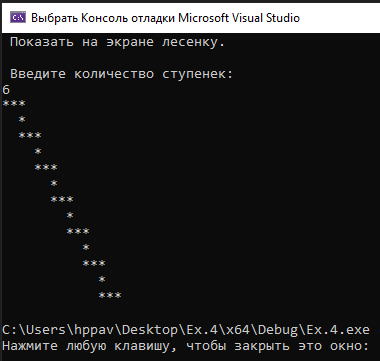 Выбрать Консоль отладки Microsoft Visual Studio
 Показать на экране лесенку.
 Введите количество ступенек:
6
***
  *
  ***
    *
    ***
      *
      ***
        *
        ***
          *
          ***
            *
            ***
C:\Users\hppav\Desktop\Ex.4\x64\Debug\Ex.4.exe
Нажмите любую клавишу, чтобы закрыть это окно: